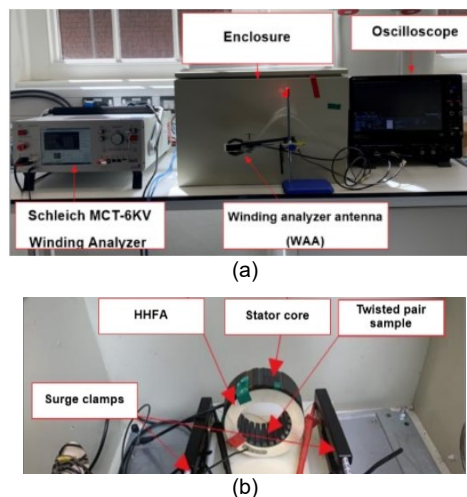 Enclosure
Oscilloscope
Schleich MCT-6KV
Winding Analyzer
Winding analyzer antenna
(WAA)
(a)
HHFA
Stator core
Twisted pair
sample
Surge clamps
(b)